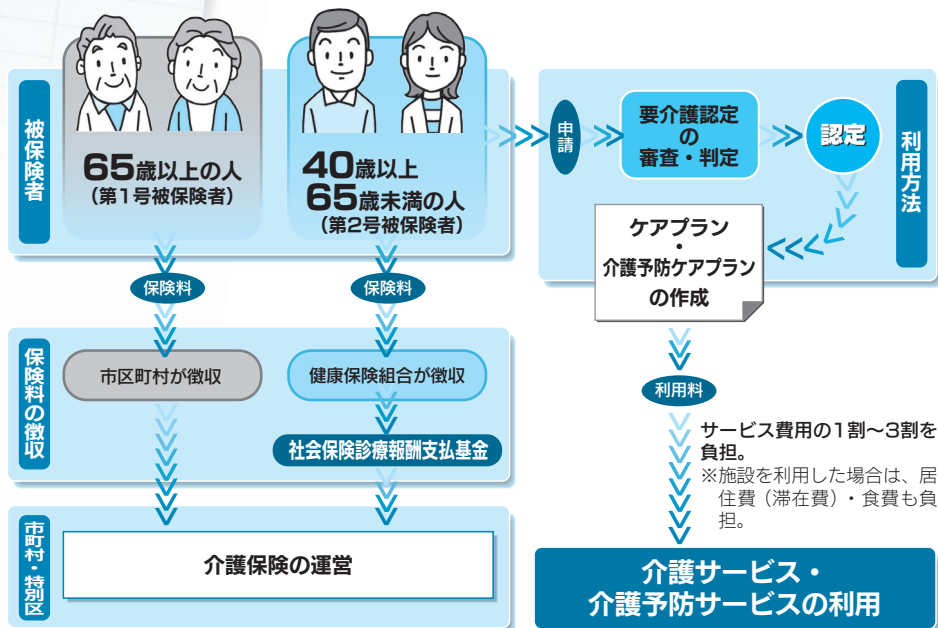 被保険者
65歳以上の人
(第1号被保険者)
40歳以上
65歳未満の人
(第2号被保険者)
保険料
保険料
保険料の徴収
市区町村が徴収
健康保険組合が徴収
社会保険診療報酬支払基金
市町村・特別区
介護保険の運営
利用方法
申請
要介護認定
の
審査・判定
認定
ケアプラン
・
介護予防ケアプラン
の作成
利用料
サービス費用の1割〜3割を
負担。
※施設を利用した場合は、居
住費(滞在費)・食費も負
担。
介護サービス・
介護予防サービスの利用